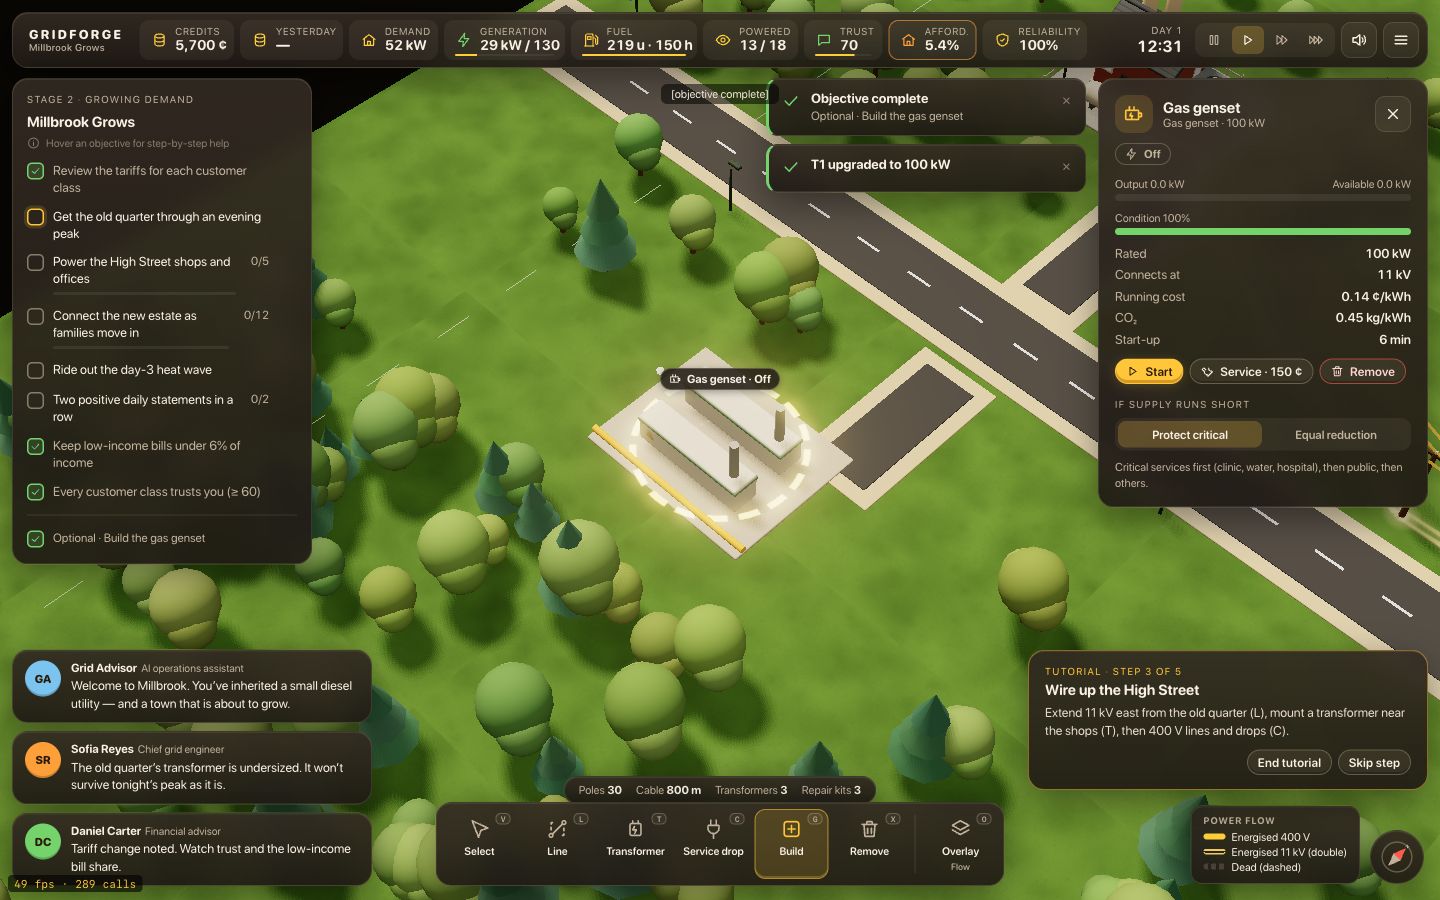 GRIDFORGE
Millbrook Grows
CREDITS
5,700 ¢
YESTERDAY
—
DEMAND
52 kW
GENERATION
29 kW / 130
FUEL
219 u · 150 h
POWERED
13 / 18
TRUST
70
AFFORD.
5.4%
RELIABILITY
100%
DAY 1
12:31
STAGE 2 · GROWING DEMAND
Millbrook Grows
Hover an objective for step-by-step help
Review the tariffs for each customer
class
Get the old quarter through an evening
peak
Power the High Street shops and
offices
0/5
Connect the new estate as
families move in
0/12
Ride out the day-3 heat wave
Two positive daily statements in a
row
0/2
Keep low-income bills under 6% of
income
Every customer class trusts you (≥ 60)
Optional · Build the gas genset
[objective complete]
Objective complete
Optional · Build the gas genset
×
T1 upgraded to 100 kW
×
Gas genset · Off
Gas genset
Gas genset · 100 kW
Off
Output 0.0 kW
Available 0.0 kW
Condition 100%
Rated
100 kW
Connects at
11 kV
Running cost
0.14 ¢/kWh
CO₂
0.45 kg/kWh
Start-up
6 min
Start
Service · 150 ¢
Remove
IF SUPPLY RUNS SHORT
Protect critical
Equal reduction
Critical services first (clinic, water, hospital), then public, then
others.
GA
Grid Advisor AI operations assistant
Welcome to Millbrook. You've inherited a small diesel
utility — and a town that is about to grow.
SR
Sofia Reyes Chief grid engineer
The old quarter's transformer is undersized. It won't
survive tonight's peak as it is.
DC
Daniel Carter Financial advisor
Tariff change noted. Watch trust and the low-income
bill share.
49 fps · 289 calls
TUTORIAL · STEP 3 OF 5
Wire up the High Street
Extend 11 kV east from the old quarter (L), mount a transformer near
the shops (T), then 400 V lines and drops (C).
End tutorial
Skip step
Poles 30 Cable 800 m Transformers 3 Repair kits 3
V
Select
L
Line
T
Transformer
C
Service drop
G
Build
X
Remove
O
Overlay
Flow
POWER FLOW
Energised 400 V
Energised 11 kV (double)
Dead (dashed)